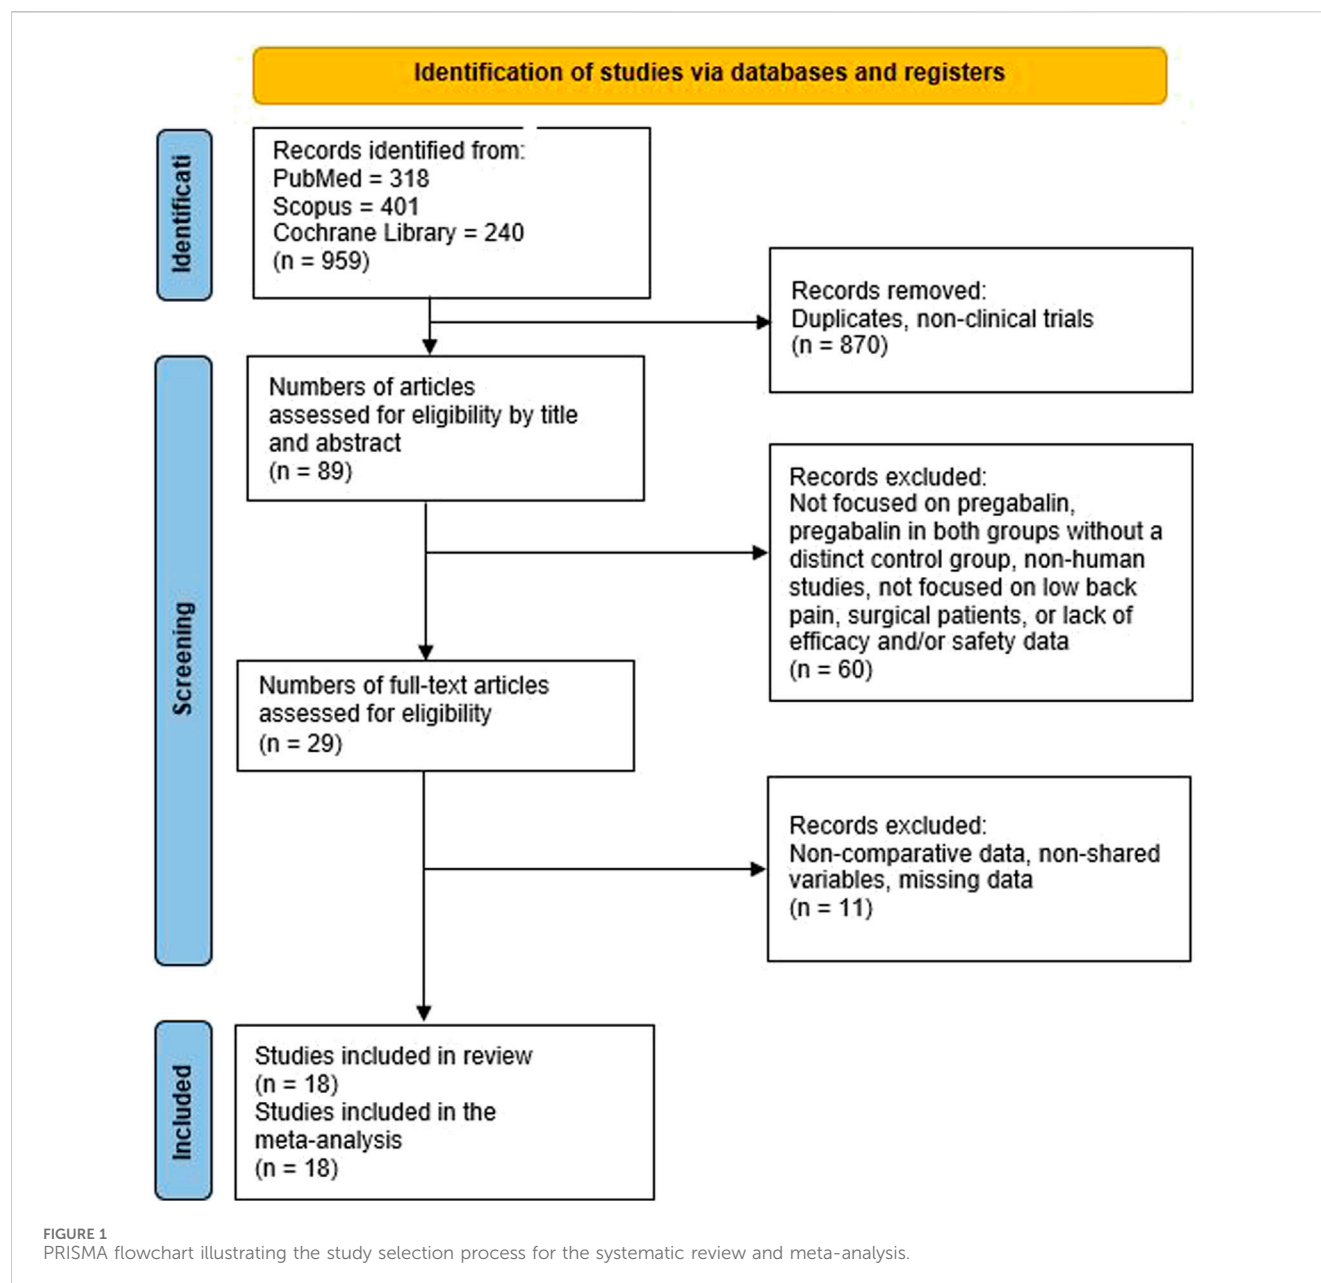 Identification of studies via databases and registers
Identificati
Records identified from:
PubMed = 318
Scopus = 401
Cochrane Library = 240
(n = 959)
Records removed:
Duplicates, non-clinical trials
(n = 870)
Screening
Numbers of articles
assessed for eligibility by title
and abstract
(n = 89)
Records excluded:
Not focused on pregabalin,
pregabalin in both groups without a
distinct control group, non-human
studies, not focused on low back
pain, surgical patients, or lack of
efficacy and/or safety data
(n = 60)
Numbers of full-text articles
assessed for eligibility
(n = 29)
Records excluded:
Non-comparative data, non-shared
variables, missing data
(n = 11)
Included
Studies included in review
(n = 18)
Studies included in the
meta-analysis
(n = 18)
FIGURE 1
PRISMA flowchart illustrating the study selection process for the systematic review and meta-analysis.